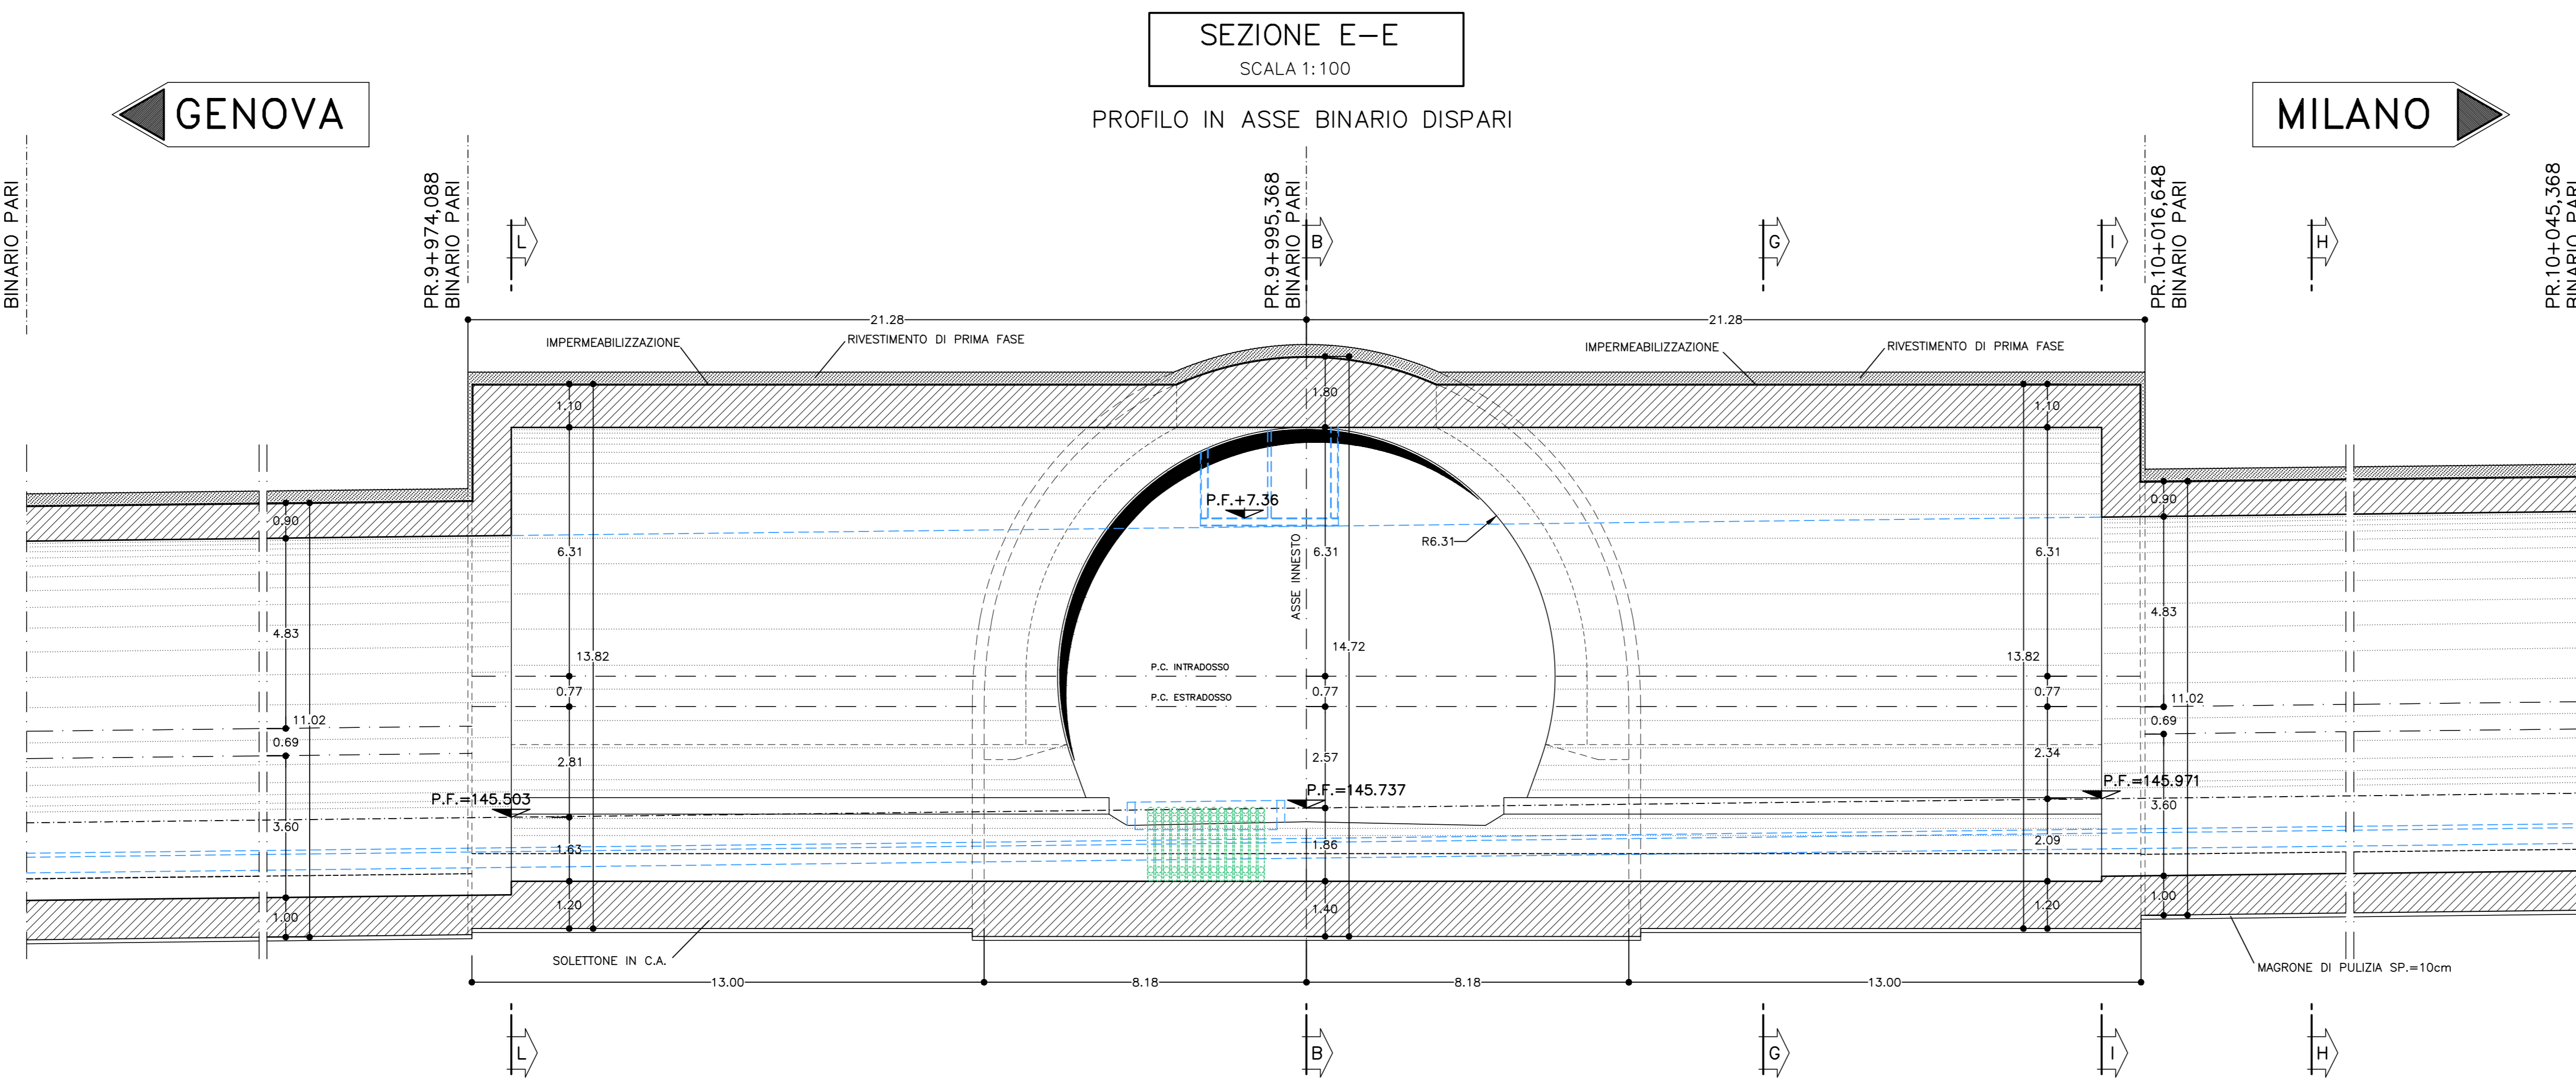 SEZIONE E-E
SCALA 1:100
GENOVA
MILANO
PROFILO IN ASSE BINARIO DISPARI
BINARIO PARI
PR.9+974,088
BINARIO PARI
PR.9+995,368
BINARIO PARI
PR.10+016,648
BINARIO PARI
PR.10+045,368
BINARIO PARI
L
B
G
I
H
21.28
21.28
IMPERMEABILIZZAZIONE
RIVESTIMENTO DI PRIMA FASE
IMPERMEABILIZZAZIONE
RIVESTIMENTO DI PRIMA FASE
1.10
1.80
1.10
0.90
P.F.+7.36
0.90
6.31
R6.31
6.31
6.31
ASSE INNESTO
4.83
4.83
13.82
14.72
13.82
P.C. INTRADOSSO
0.77
0.77
0.77
P.C. ESTRADOSSO
11.02
11.02
0.69
0.69
2.81
2.57
2.34
P.F.=145.503
P.F.=145.737
P.F.=145.971
3.60
3.60
1.63
1.86
2.09
1.00
1.20
1.40
1.20
1.00
SOLETTONE IN C.A.
MAGRONE DI PULIZIA SP.=10cm
13.00
8.18
8.18
13.00
L
B
G
I
H